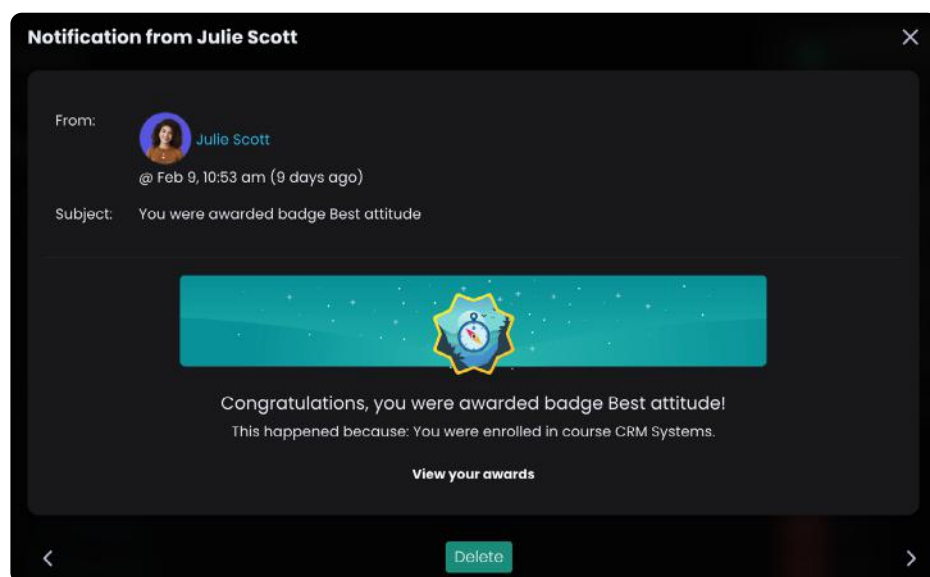 Notification from Julie Scott
From:
Julie Scott
@ Feb 9, 10:53 am (9 days ago)
Subject: You were awarded badge Best attitude
Congratulations, you were awarded badge Best attitude!
This happened because: You were enrolled in course CRM Systems.
View your awards
Delete